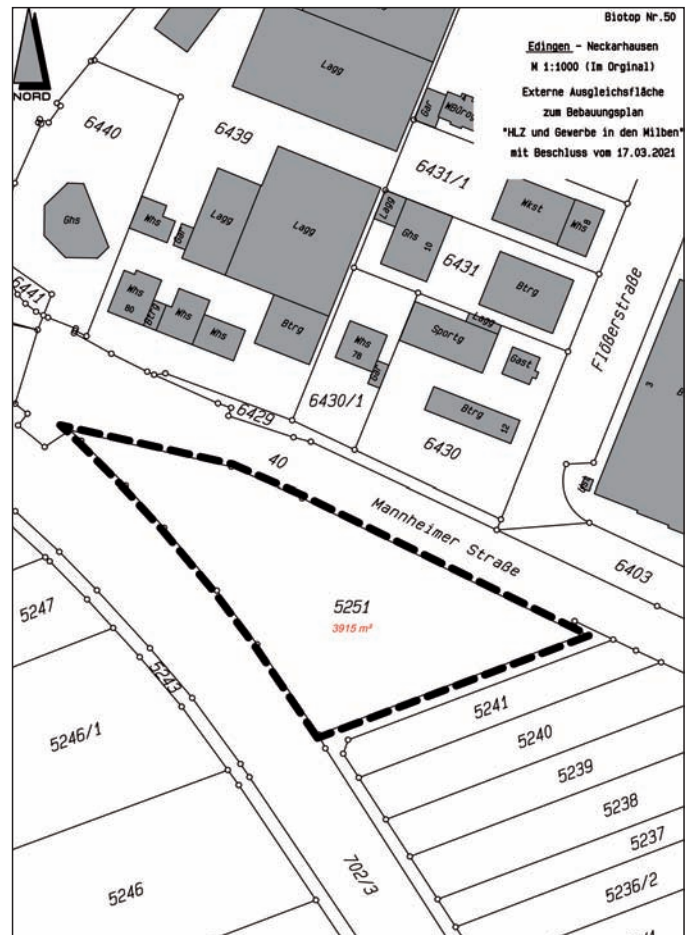 Biotop Nr.50
Edingen - Neckarhausen
M 1:1000 (Im Orginal)
Externe Ausgleichsfläche
zum Bebauungsplan
"HLZ und Gewerbe in den Milben"
mit Beschluss vom 17.03.2021
NORD
Lagg
Gar
6440
6439
6431/1
Wkst
Whs 8
Lagg
Ghs
Whs
Gar
Lagg
Lagg
Ghs 10
6431
Btrg
Flößerstraße
6441
Whs
80
Btrg
Whs
Whs
Btrg
Whs
78
Gar
Lagg
Sportg
Gast
3
6429
6430/1
Btrg
12
6430
40
Mannheimer Straße
6403
5251
3915 m²
5247
5243
5241
5246/1
5240
5239
5238
5237
702/3
5236/2
5246